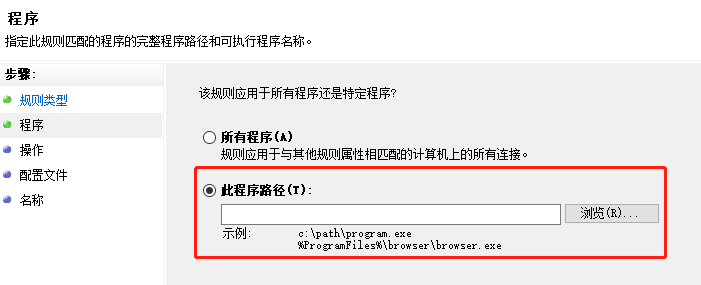 程序
指定此规则匹配的程序的完整程序路径和可执行程序名称。
步骤:
规则类型
程序
操作
配置文件
名称
该规则应用于所有程序还是特定程序?
所有程序(A)
规则应用于与其他规则属性相匹配的计算机上的所有连接。
此程序路径(T):
浏览(R)...
示例: c:\path\program.exe
%ProgramFiles%\browser\browser.exe